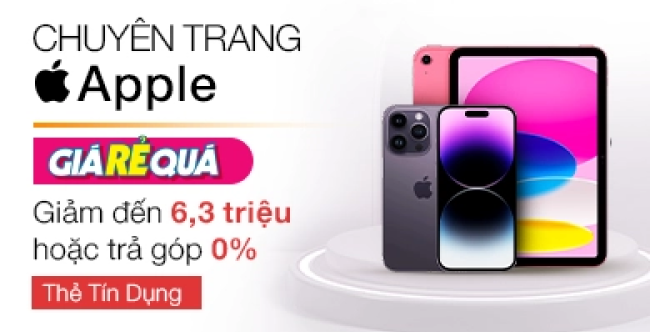 CHUYÊN TRANG
Apple
GIÁ RẺ QUÁ
Giảm đến 6,3 triệu
hoặc trả góp 0%
Thẻ Tín Dụng